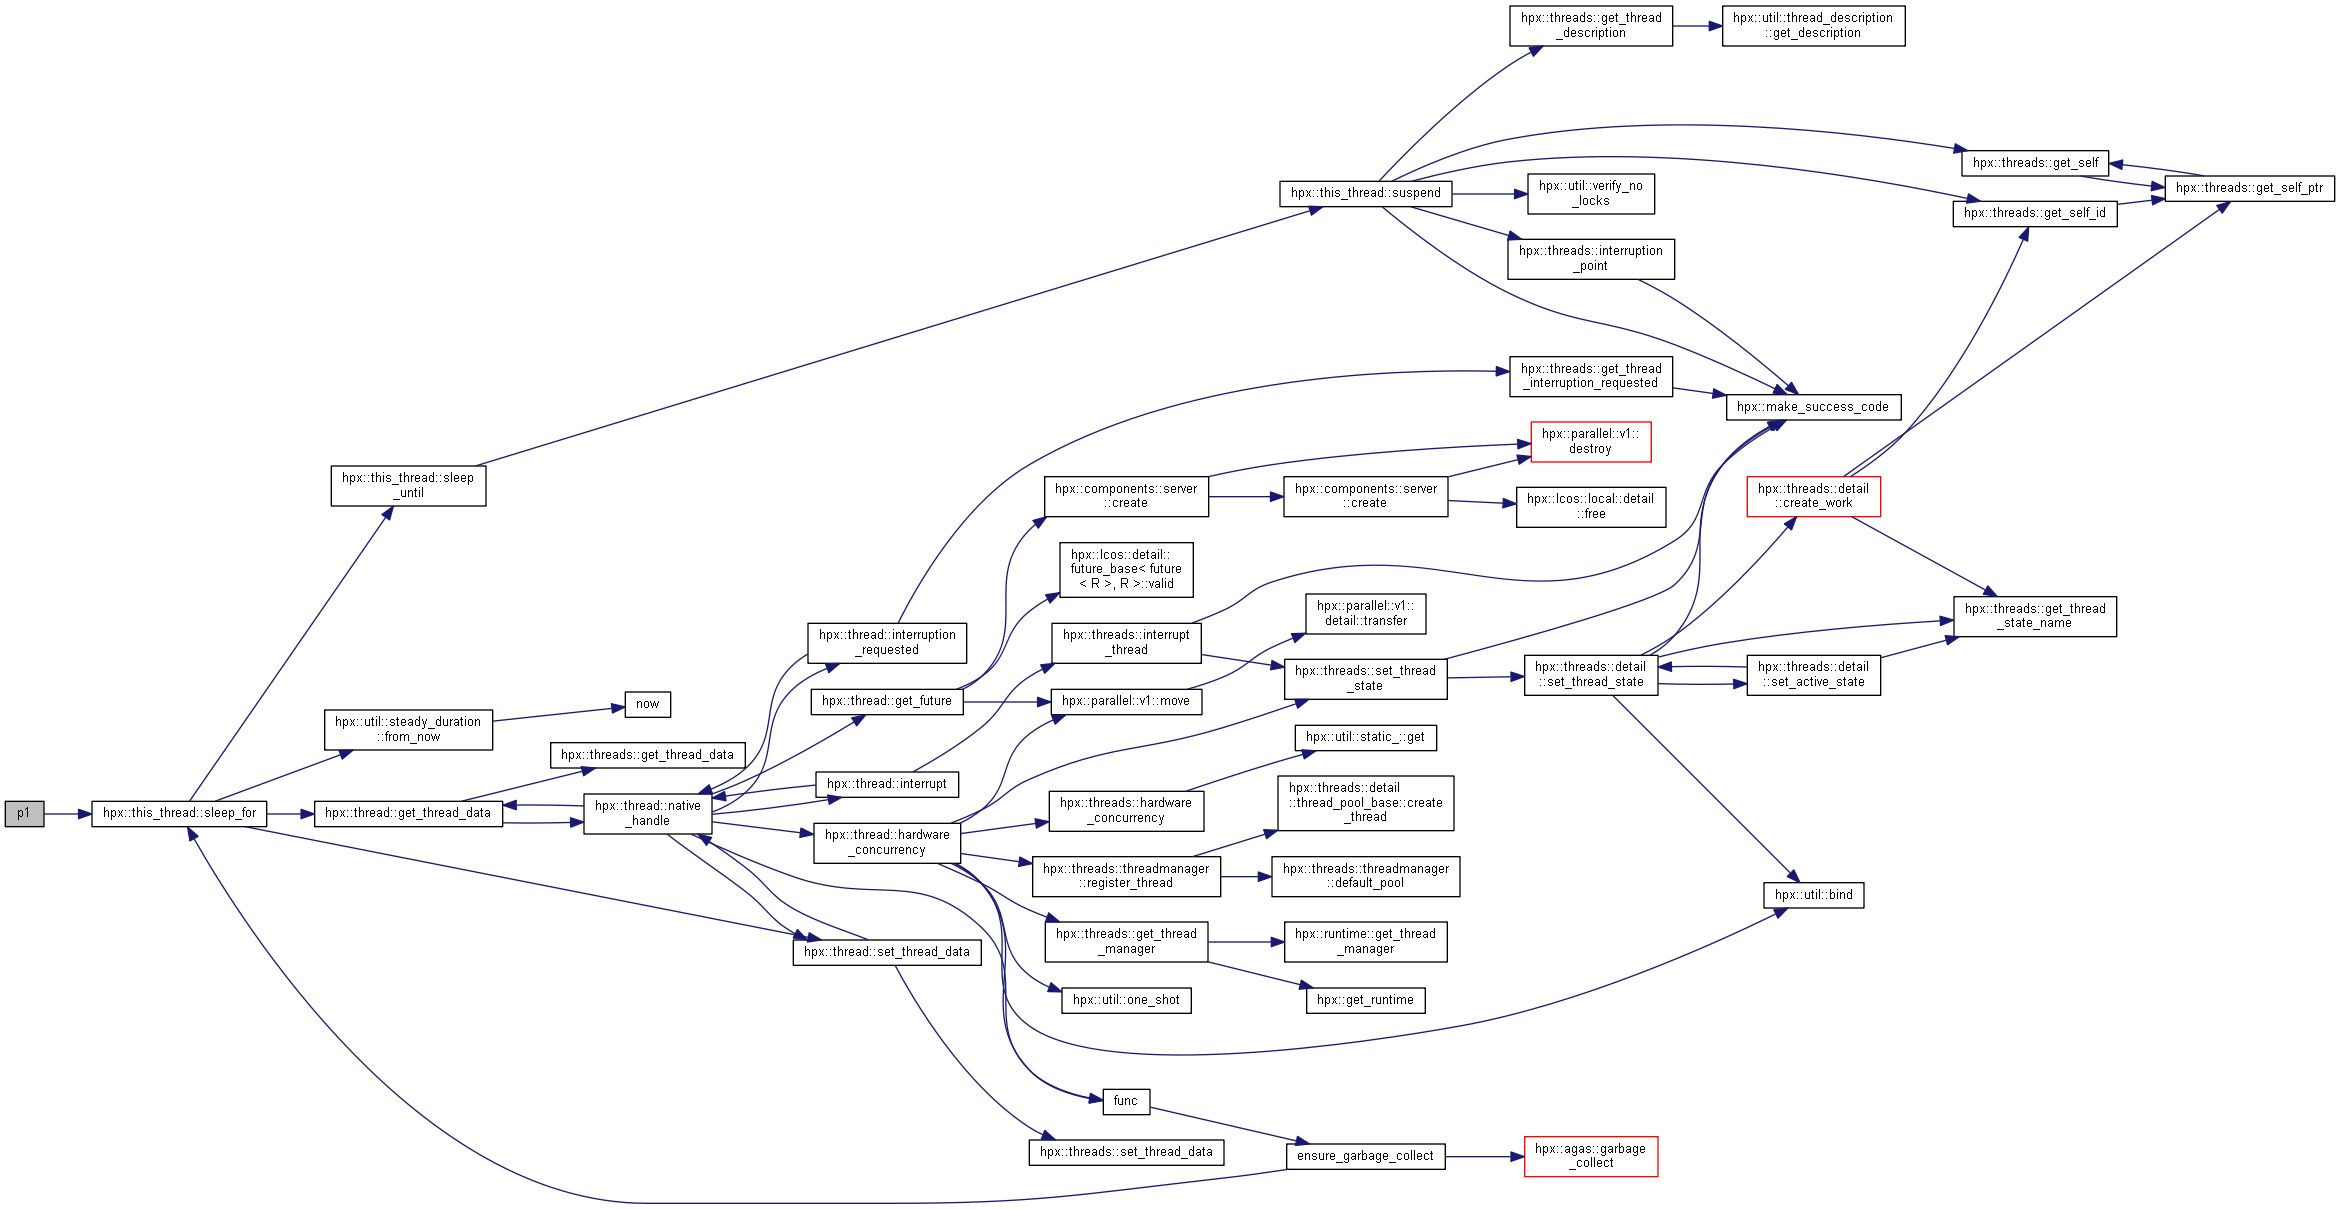 hpx::threads::get_thread
_description
hpx::util::thread_description
::get_description
hpx::threads::get_self
hpx::this_thread::suspend
hpx::util::verify_no
_locks
hpx::threads::get_self_ptr
hpx::threads::get_self_id
hpx::threads::interruption
_point
hpx::threads::get_thread
_interruption_requested
hpx::make_success_code
hpx::parallel::v1::
destroy
hpx::this_thread::sleep
_until
hpx::components::server
::create
hpx::components::server
::create
hpx::lcos::local::detail
::free
hpx::threads::detail
::create_work
hpx::lcos::detail::
future_base< future
< R >, R >::valid
hpx::parallel::v1::
detail::transfer
hpx::threads::get_thread
_state_name
hpx::thread::interruption
_requested
hpx::threads::interrupt
_thread
hpx::threads::set_thread
_state
hpx::threads::detail
::set_thread_state
hpx::threads::detail
::set_active_state
hpx::thread::get_future
hpx::parallel::v1::move
now
hpx::util::steady_duration
::from_now
hpx::util::static_::get
hpx::threads::get_thread_data
hpx::thread::interrupt
p1
hpx::this_thread::sleep_for
hpx::thread::get_thread_data
hpx::thread::native
_handle
hpx::threads::hardware
_concurrency
hpx::threads::detail
::thread_pool_base::create
_thread
hpx::thread::hardware
_concurrency
hpx::threads::threadmanager
::register_thread
hpx::threads::threadmanager
::default_pool
hpx::util::bind
hpx::thread::set_thread_data
hpx::threads::get_thread
_manager
hpx::runtime::get_thread
_manager
hpx::util::one_shot
hpx::get_runtime
func
hpx::threads::set_thread_data
ensure_garbage_collect
hpx::agas::garbage
_collect